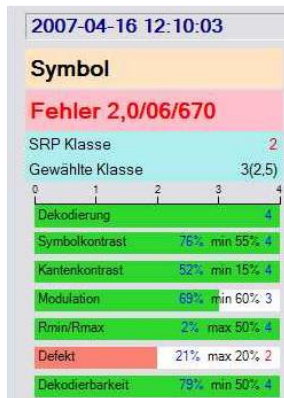 2007-04-16 12:10:03
Symbol
Fehler 2,0/06/670
SRP Klasse 2
Gewählte Klasse 3(2,5)
0 1 2 3 4
Dekodierung 4
Symbolkontrast 76% min 55% 4
Kantenkontrast 52% min 15% 4
Modulation 69% min 60% 3
Rmin/Rmax 2% max 50% 4
Defekt 21% max 20% 2
Dekodierbarkeit 79% min 50% 4